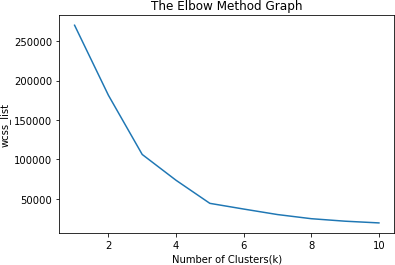 The Elbow Method Graph
wcss_list
250000
200000
150000
100000
50000
2 4 6 8 10
Number of Clusters(k)